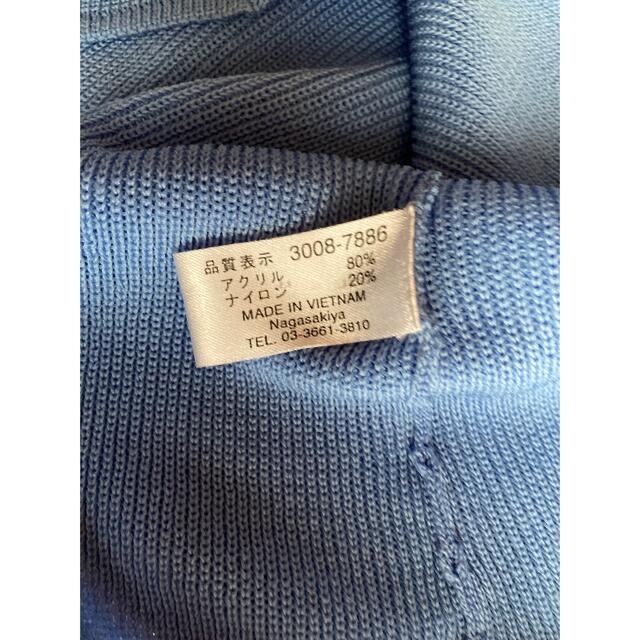 品質表示 3008-7886
アクリル 80%
ナイロン 20%
MADE IN VIETNAM
Nagasakiya
TEL. 03-3661-3810